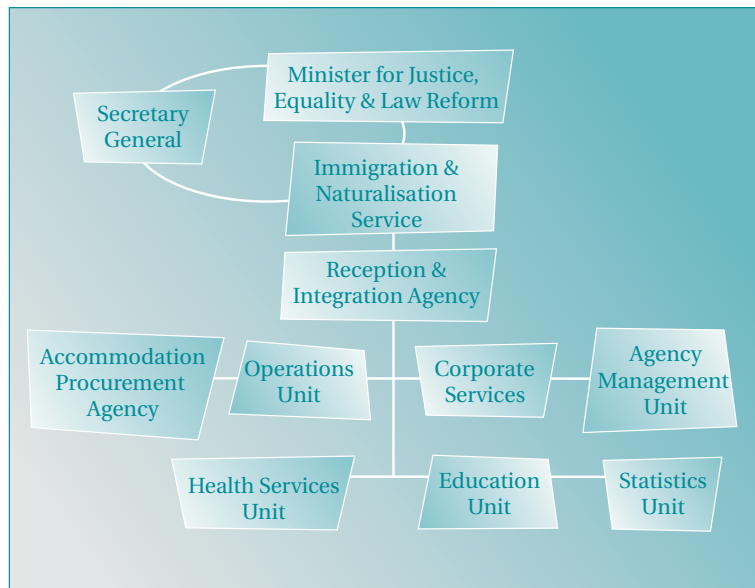 Minister for Justice,
Equality & Law Reform
Secretary
General
Immigration &
Naturalisation
Service
Reception &
Integration Agency
Accommodation
Procurement
Agency
Operations
Unit
Corporate
Services
Agency
Management
Unit
Health Services
Unit
Education
Unit
Statistics
Unit